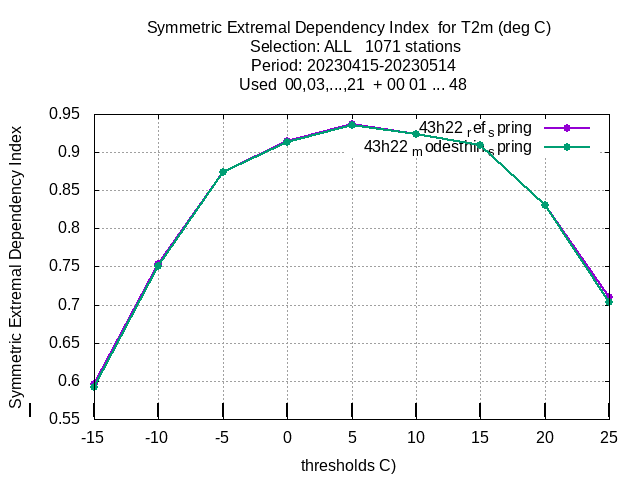 Symmetric Extremal Dependency Index for T2m (deg C)
Selection: ALL 1071 stations
Period: 20230415-20230514
Used 00,03,...,21 + 00 01 ... 48
43h22 ref spring
43h22 modesthin spring
0.95
0.9
0.85
0.8
0.75
0.7
0.65
0.6
0.55
Symmetric Extremal Dependency Index
-15 -10 -5 0 5 10 15 20 25
thresholds C)